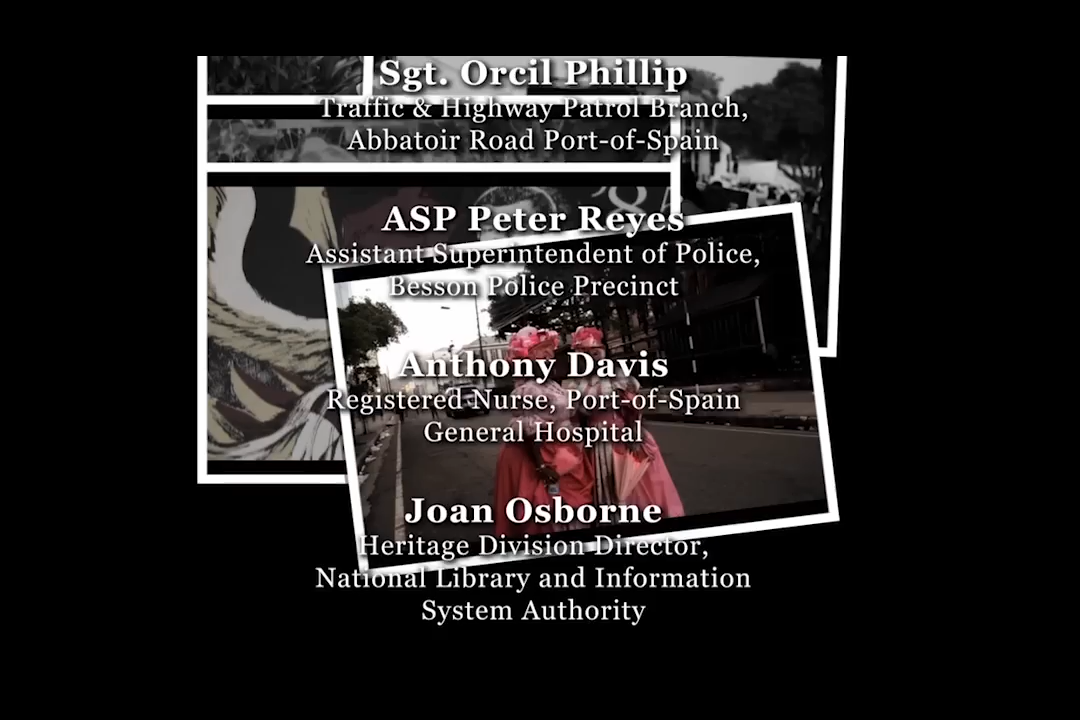 Sgt. Orcil Phillip
Traffic & Highway Patrol Branch,
Abbatoir Road Port-of-Spain
'84
ASP Peter Reyes
Assistant Superintendent of Police,
Besson Police Precinct
Anthony Davis
Registered Nurse, Port-of-Spain
General Hospital
Joan Osborne
Heritage Division Director,
National Library and Information
System Authority